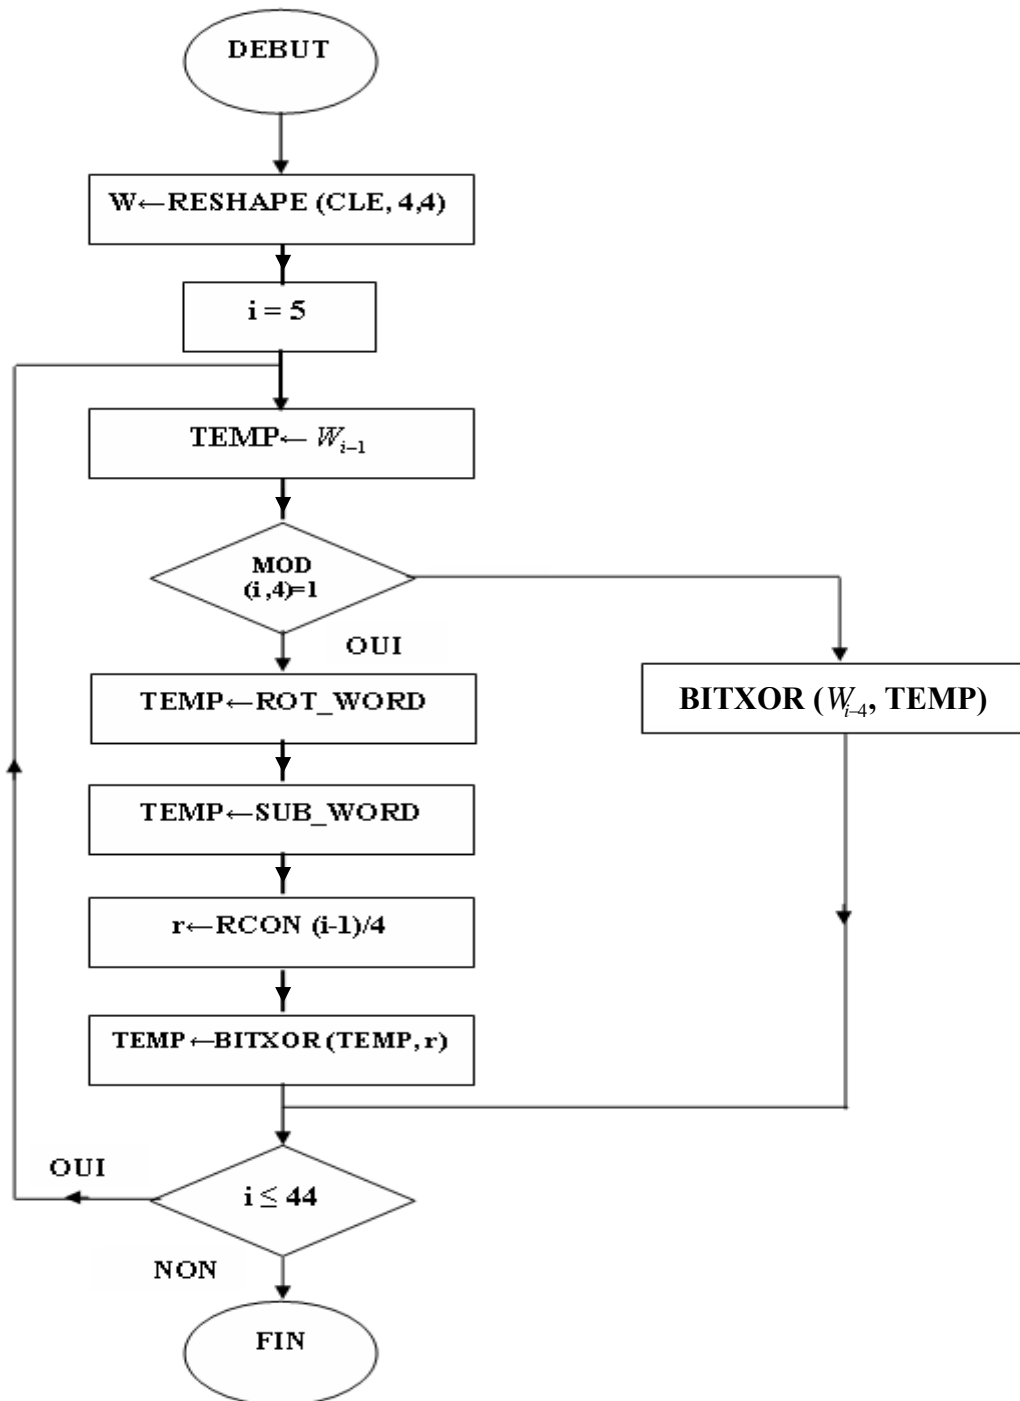 DEBUT
W←RESHAPE (CLE, 4,4)
i = 5
TEMP← W_{i-1}
MOD
(i ,4)=1
OUI
TEMP←ROT_WORD
BITXOR (W_{i-4}, TEMP)
TEMP←SUB_WORD
r←RCON (i-1)/4
TEMP←BITXOR(TEMP, r)
OUI
i ≤ 44
NON
FIN